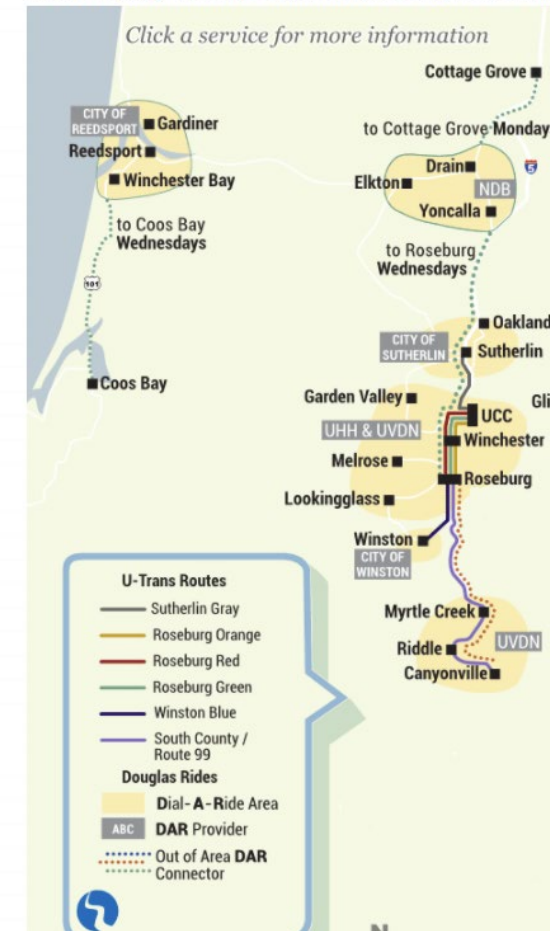 Click a service for more information
Cottage Grove
CITY OF
REEDSPORT
Gardiner
to Cottage Grove Monday
Reedsport
Drain
5
Winchester Bay
Elkton
NDB
Yoncalla
to Coos Bay
Wednesdays
to Roseburg
Wednesdays
101
Oakland
CITY OF
SUTHERLIN
Sutherlin
Coos Bay
Garden Valley
Gli
UCC
UHH & UVDN
Winchester
Melrose
Roseburg
Lookingglass
Winston
CITY OF
WINSTON
Myrtle Creek
UVDN
Riddle
Canyonville
U-Trans Routes
Sutherlin Gray
Roseburg Orange
Roseburg Red
Roseburg Green
Winston Blue
South County /
Route 99
Douglas Rides
Dial-A-Ride Area
ABC DAR Provider
Out of Area DAR
Connector